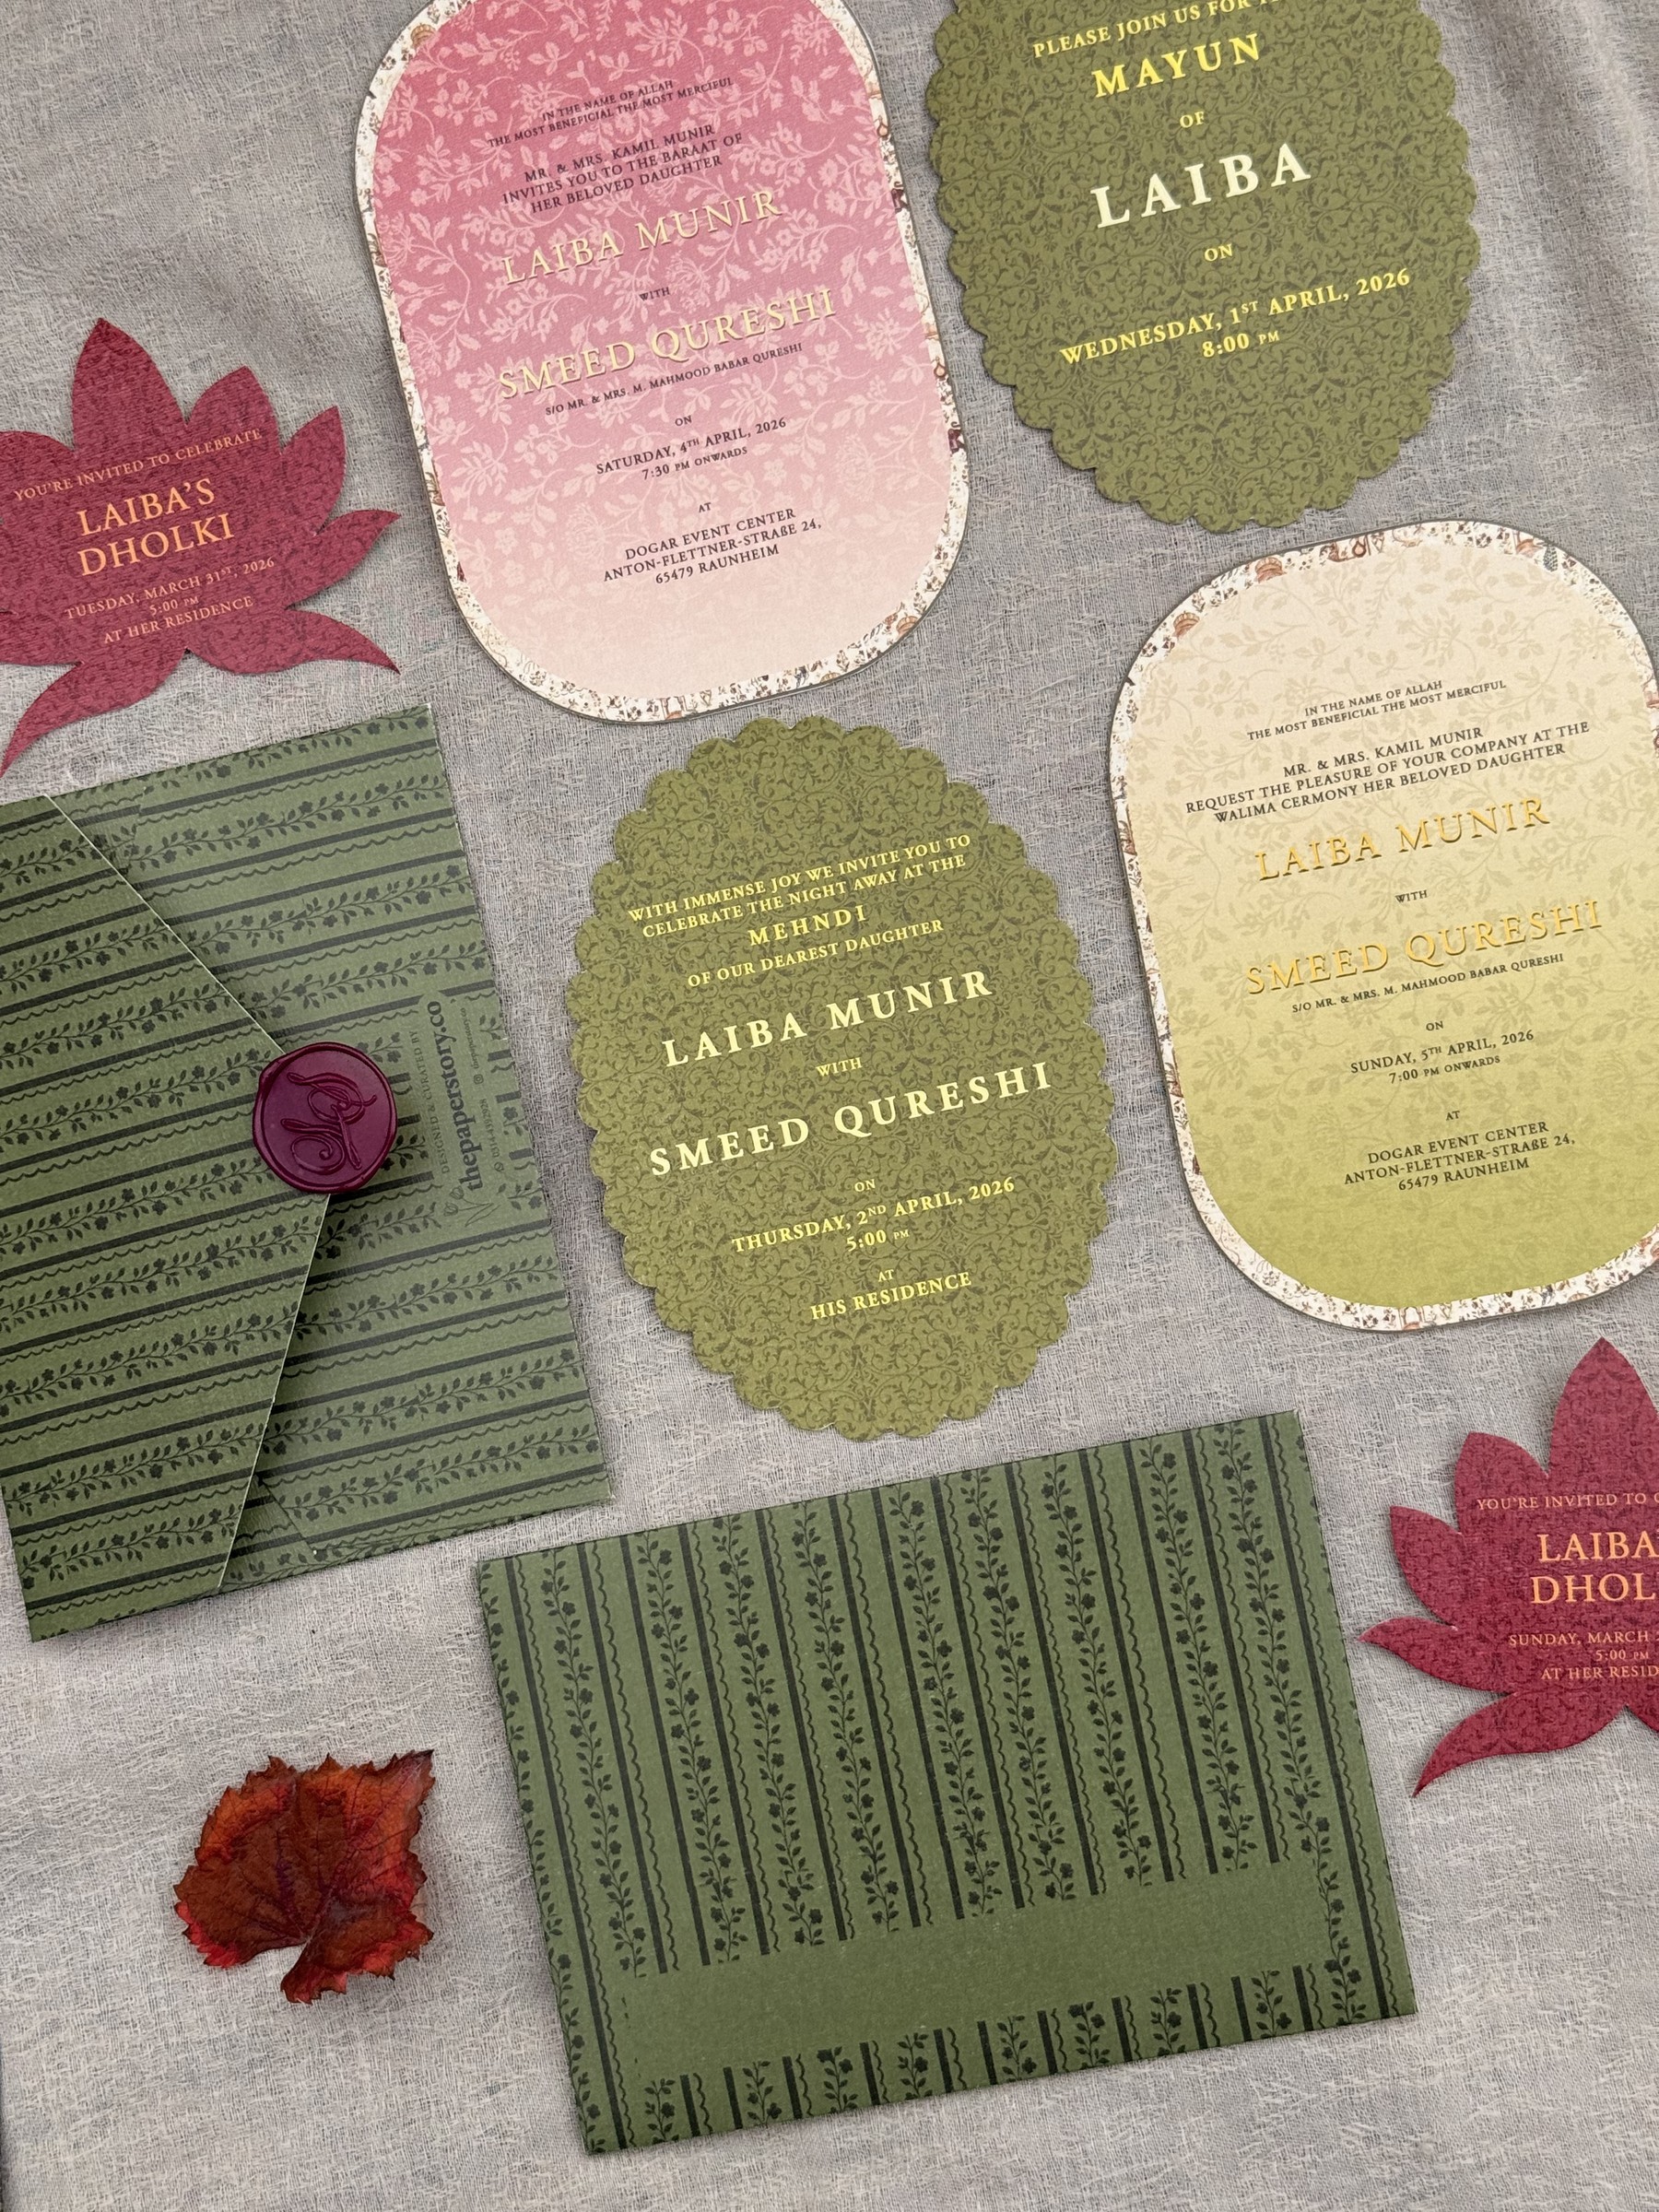 IN THE NAME OF ALLAH
THE MOST BENEFICIAL THE MOST MERCIFUL
MR. & MRS. KAMIL MUNIR
INVITES YOU TO THE BARAAT OF
HER BELOVED DAUGHTER
LAIBA MUNIR
WITH
SMEED QURESHI
S/O MR. & MRS. M. MAHMOOD BABAR QURESHI
ON
SATURDAY, 4TH APRIL, 2026
7:30 PM ONWARDS
AT
DOGAR EVENT CENTER
ANTON-FLETTNER-STRAßE 24,
65479 RAUNHEIM
PLEASE JOIN US FOR
MAYUN
OF
LAIBA
ON
WEDNESDAY, 1ST APRIL, 2026
8:00 PM
YOU'RE INVITED TO CELEBRATE
LAIBA'S
DHOLKI
TUESDAY, MARCH 31ST, 2026
5:00 PM
AT HER RESIDENCE
IN THE NAME OF ALLAH
THE MOST BENEFICIAL THE MOST MERCIFUL
MR. & MRS. KAMIL MUNIR
REQUEST THE PLEASURE OF YOUR COMPANY AT THE
WALIMA CERMONY HER BELOVED DAUGHTER
LAIBA MUNIR
WITH
SMEED QURESHI
S/O MR. & MRS. M. MAHMOOD BABAR QURESHI
ON
SUNDAY, 5TH APRIL, 2026
7:00 PM ONWARDS
AT
DOGAR EVENT CENTER
ANTON-FLETTNER-STRAßE 24,
65479 RAUNHEIM
WITH IMMENSE JOY WE INVITE YOU TO
CELEBRATE THE NIGHT AWAY AT THE
MEHNDI
OF OUR DEAREST DAUGHTER
LAIBA MUNIR
WITH
SMEED QURESHI
ON
THURSDAY, 2ND APRIL, 2026
5:00 PM
AT
HIS RESIDENCE
DESIGNED & CURATED BY
thepaperstory.co
YOU'RE INVITED TO
LAIBA
DHOL
SUNDAY, MARCH
5:00 PM
AT HER RESID